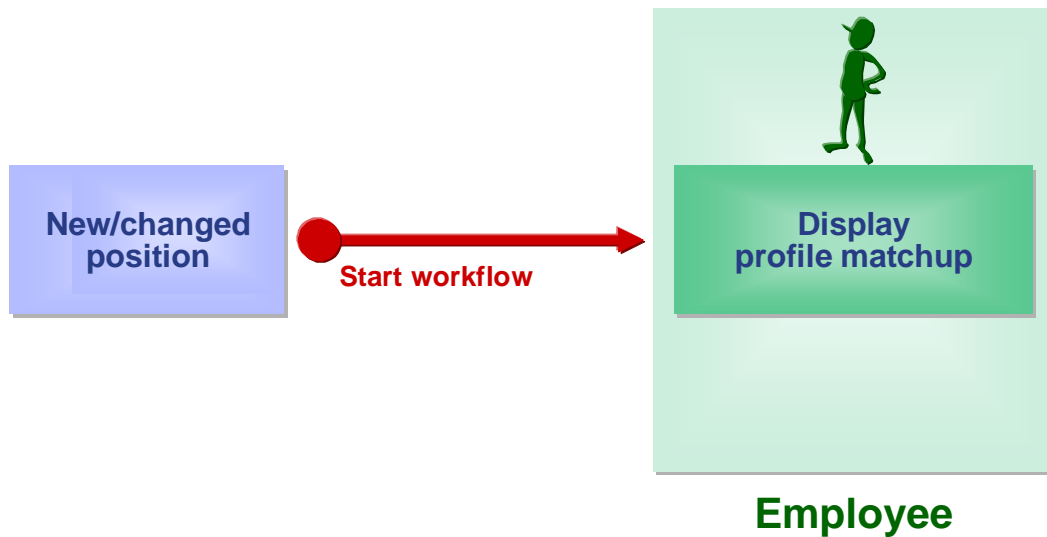 New/changed
position
Start workflow
Display
profile matchup
Employee